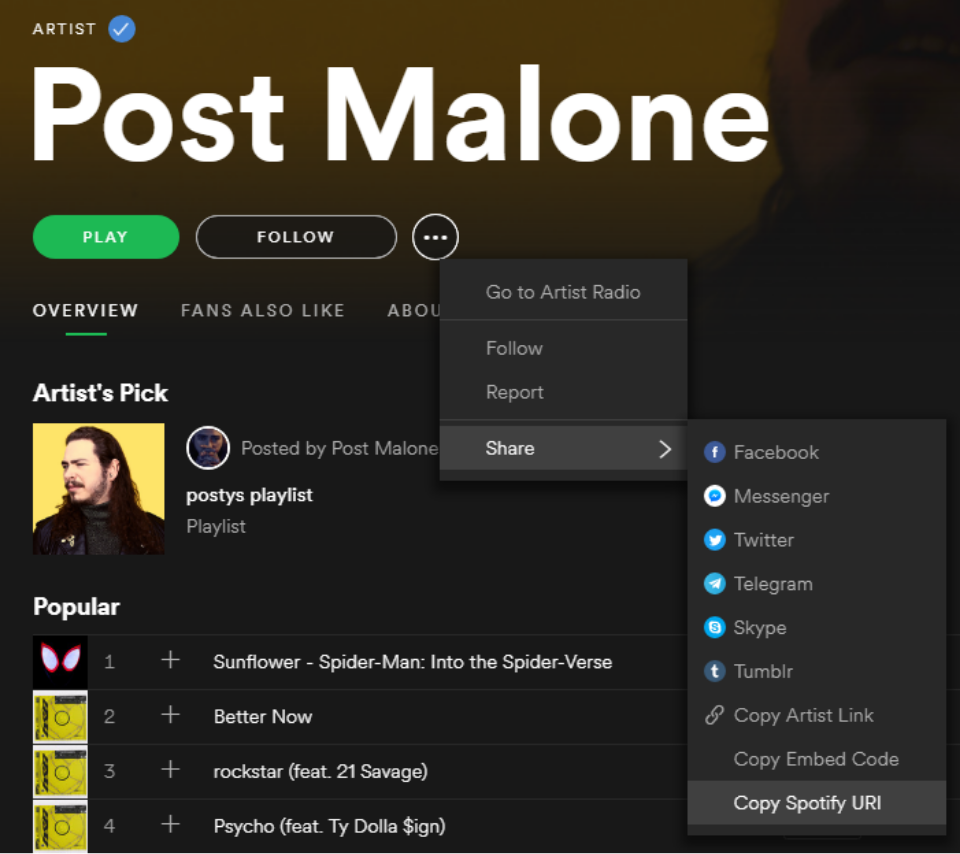 ARTIST
Post Malone
PLAY
FOLLOW
OVERVIEW
FANS ALSO LIKE
ABOU
Go to Artist Radio
Follow
Report
Share
Artist's Pick
Posted by Post Malone
postys playlist
Playlist
Facebook
Messenger
Twitter
Telegram
Skype
Tumblr
Copy Artist Link
Copy Embed Code
Copy Spotify URI
Popular
1 Sunflower - Spider-Man: Into the Spider-Verse
2 Better Now
3 rockstar (feat. 21 Savage)
4 Psycho (feat. Ty Dolla $ign)